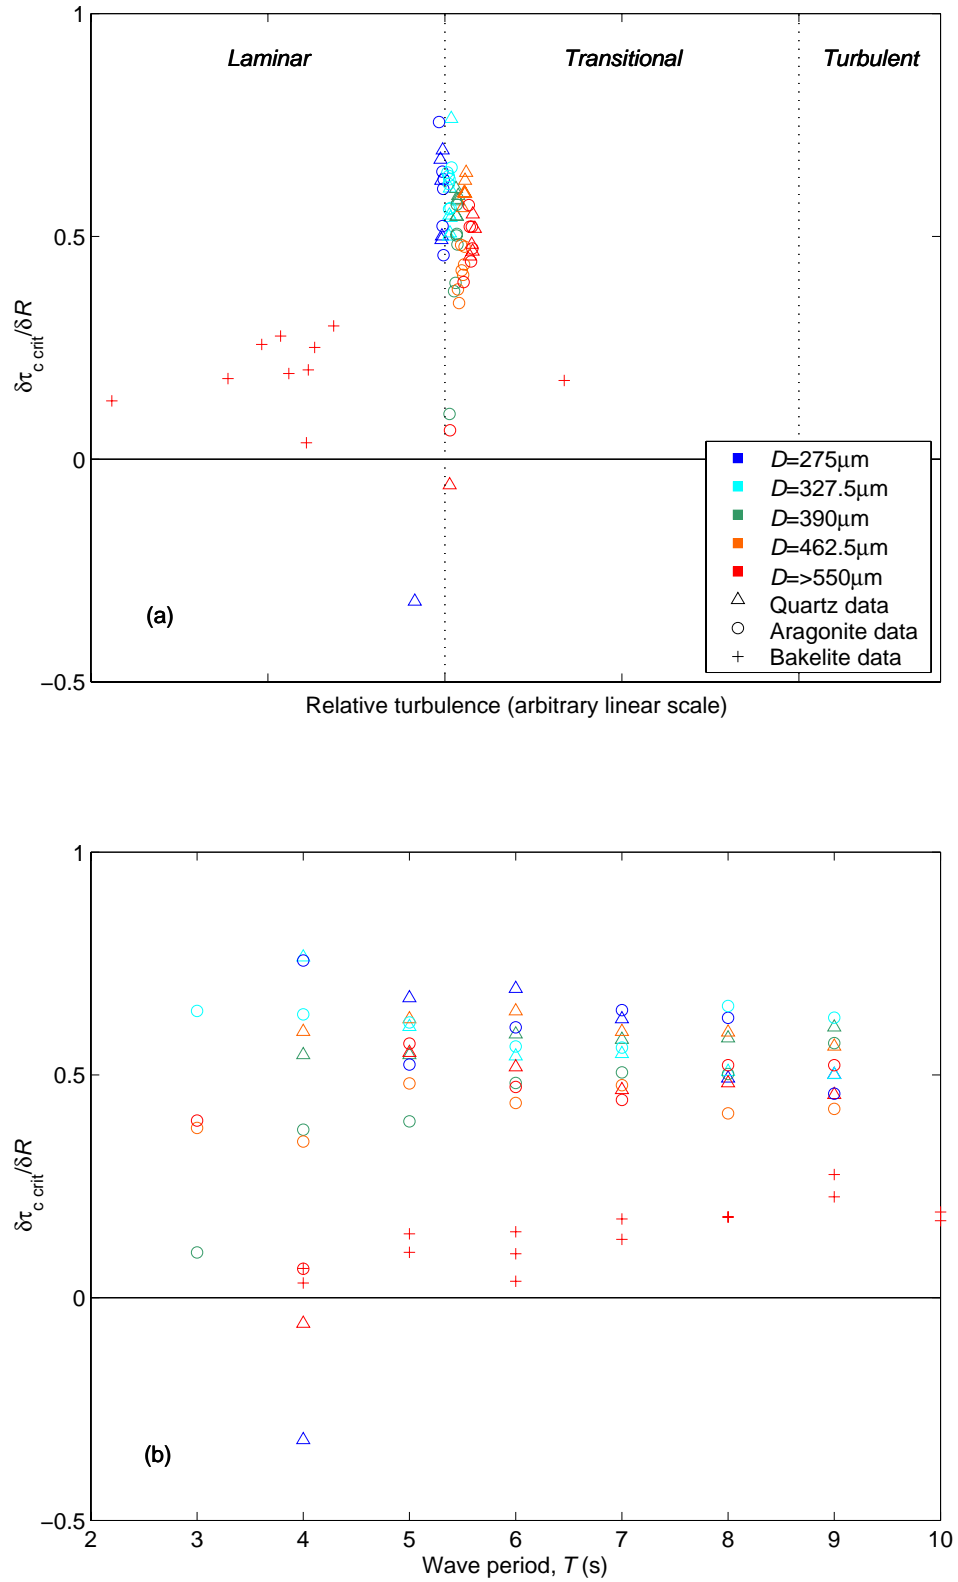 1
Laminar Transitional Turbulent
0.5
δτc crit/δR
0
D=275μm
D=327.5μm
D=390μm
D=462.5μm
D=>550μm
Quartz data
Aragonite data
Bakelite data
(a)
−0.5
Relative turbulence (arbitrary linear scale)
1
0.5
δτc crit/δR
0
(b)
−0.5
2 3 4 5 6 7 8 9 10
Wave period, T (s)